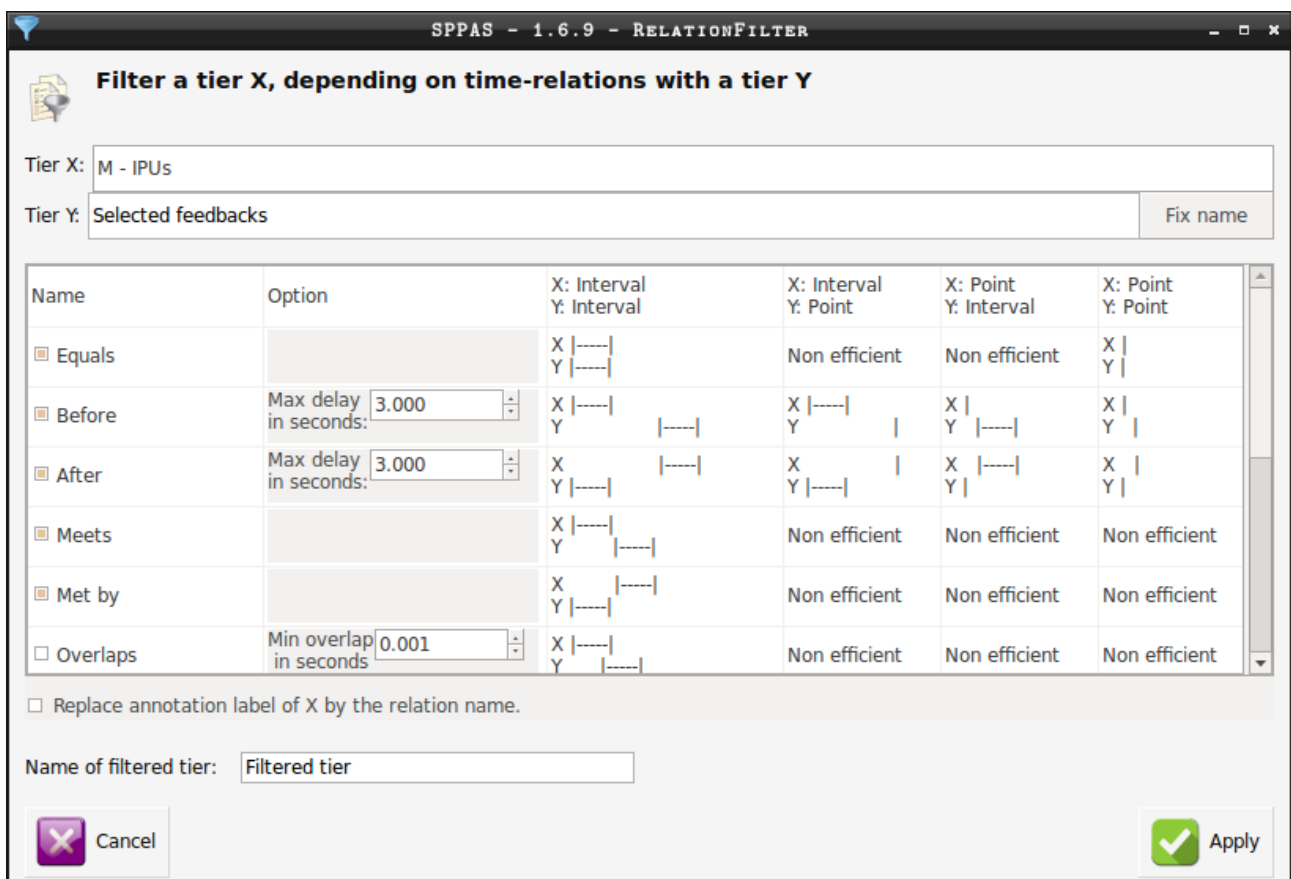 SPPAS - 1.6.9 - RelationFilter
Filter a tier X, depending on time-relations with a tier Y
Tier X: M - IPUs
Tier Y: Selected feedbacks Fix name
Name Option X: Interval X: Interval X: Point X: Point
Y: Interval Y: Point Y: Interval Y: Point
Equals X |-----| Non efficient Non efficient X |
Y |-----| Y |
Before Max delay in seconds: 3.000 X |-----| X |-----| X | X |
Y |-----| Y | Y |-----| Y |
After Max delay in seconds: 3.000 X |-----| X | X |-----| X |
Y |-----| Y |-----| Y | Y |
Meets X |-----| Non efficient Non efficient Non efficient
Y |-----|
Met by X |-----| Non efficient Non efficient Non efficient
Y |-----|
Overlaps Min overlap in seconds 0.001 X |-----| Non efficient Non efficient Non efficient
Y |-----|
Replace annotation label of X by the relation name.
Name of filtered tier: Filtered tier
Cancel Apply